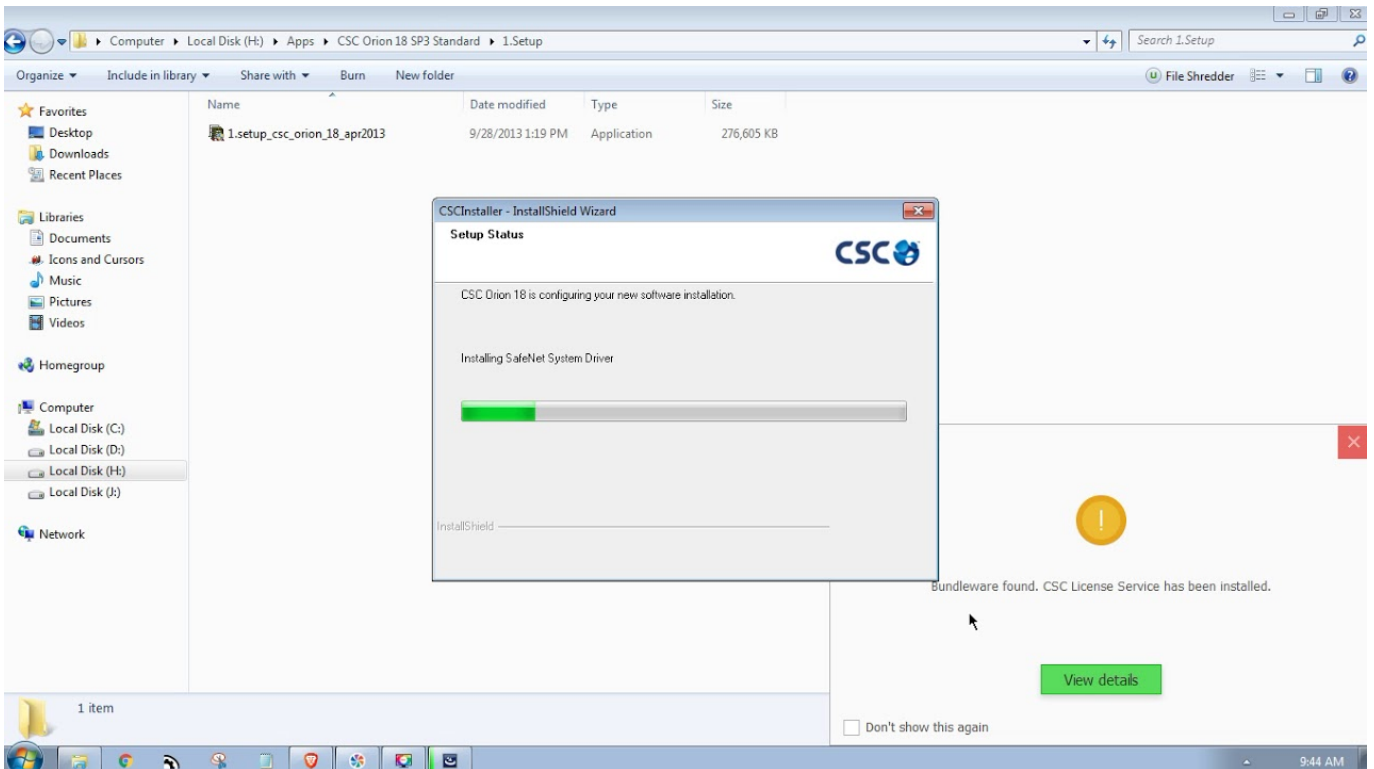 Computer ▸ Local Disk (H:) ▸ Apps ▸ CSC Orion 18 SP3 Standard ▸ 1.Setup
Search 1.Setup
Organize
Include in library
Share with
Burn
New folder
File Shredder
Favorites
Desktop
Downloads
Recent Places
Libraries
Documents
Icons and Cursors
Music
Pictures
Videos
Homegroup
Computer
Local Disk (C:)
Local Disk (D:)
Local Disk (H:)
Local Disk (J:)
Network
Name
Date modified
Type
Size
1.setup_csc_orion_18_apr2013
9/28/2013 1:19 PM
Application
276,605 KB
CSCInstaller - InstallShield Wizard
Setup Status
CSC
CSC Orion 18 is configuring your new software installation.
Installing SafeNet System Driver
InstallShield
Bundleware found. CSC License Service has been installed.
View details
Don't show this again
1 item
9:44 AM